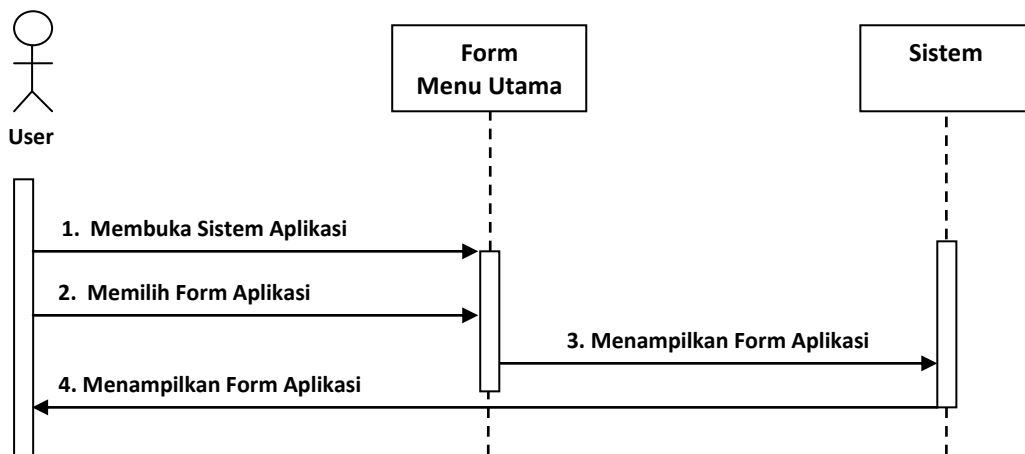 Form
Menu Utama
Sistem
User
1. Membuka Sistem Aplikasi
2. Memilih Form Aplikasi
3. Menampilkan Form Aplikasi
4. Menampilkan Form Aplikasi